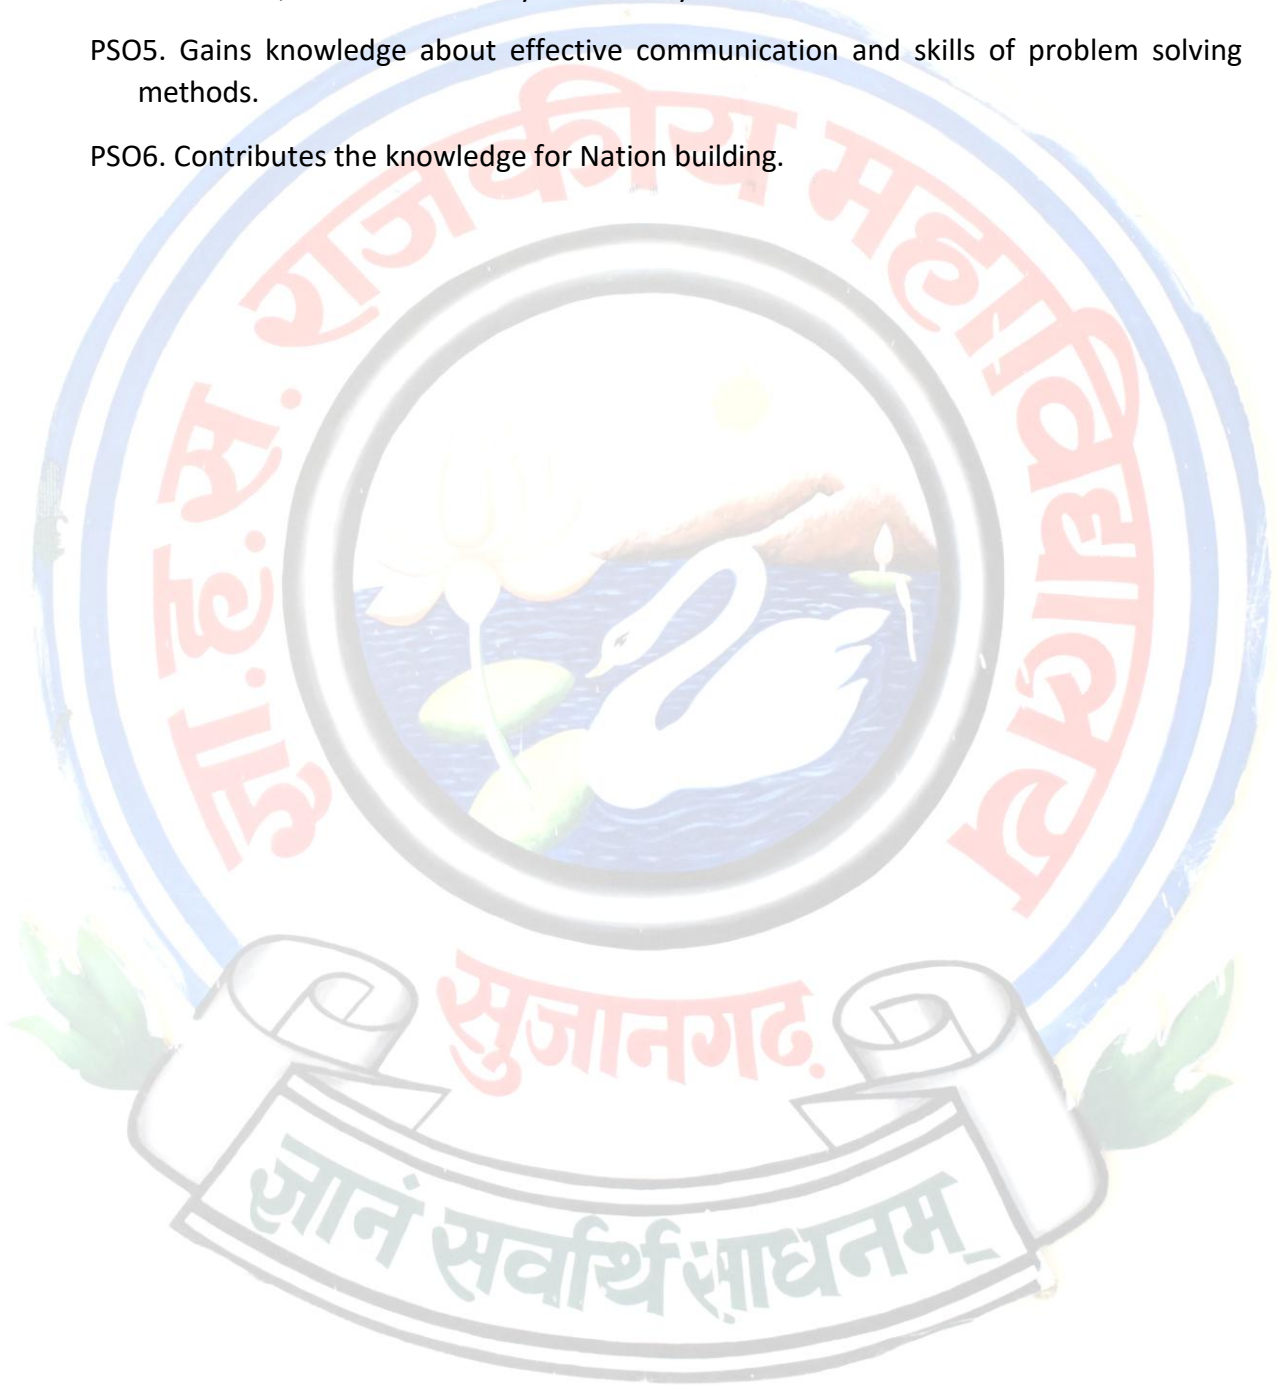 PSO5. Gains knowledge about effective communication and skills of problem solving
methods.
PSO6. Contributes the knowledge for Nation building.
ज्ञा.ह.स. राजकीय महाविद्यालय
सुजानगढ़
ज्ञानं सर्वार्थ साधनम्